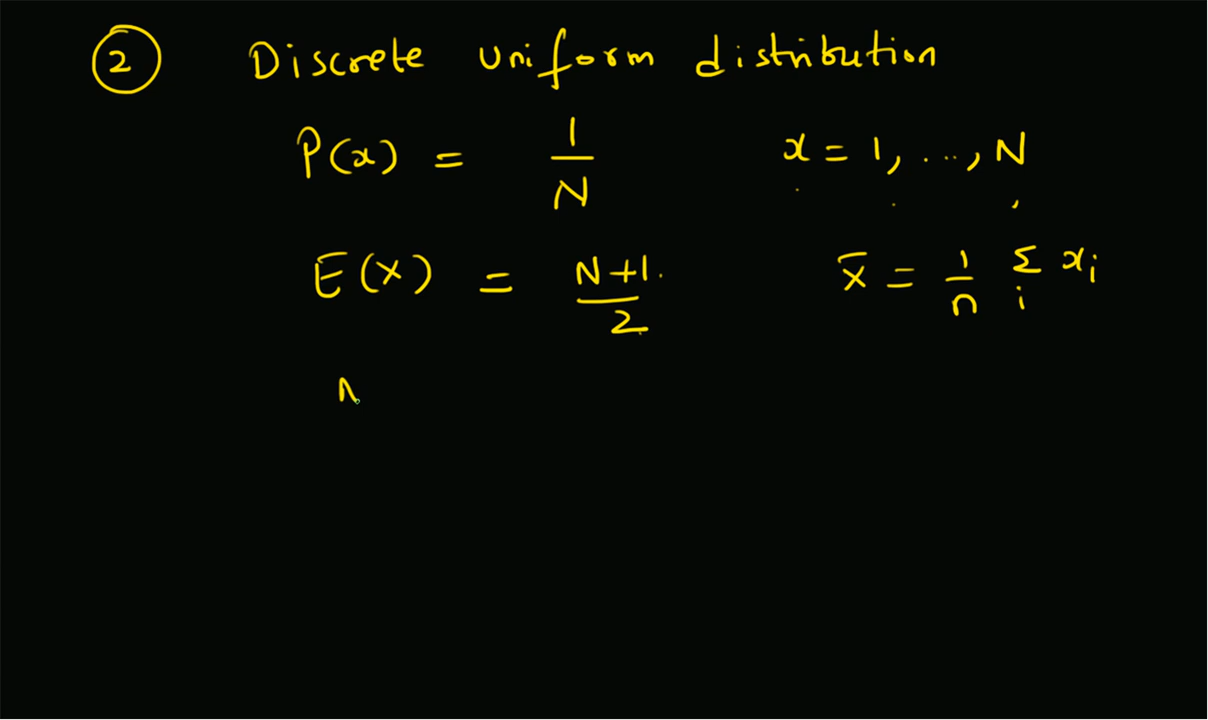 ② Discrete uniform distribution
P(x) = 1/N x = 1, ..., N
E(X) = N+1/2 x̄ = 1/n Σ_i x_i